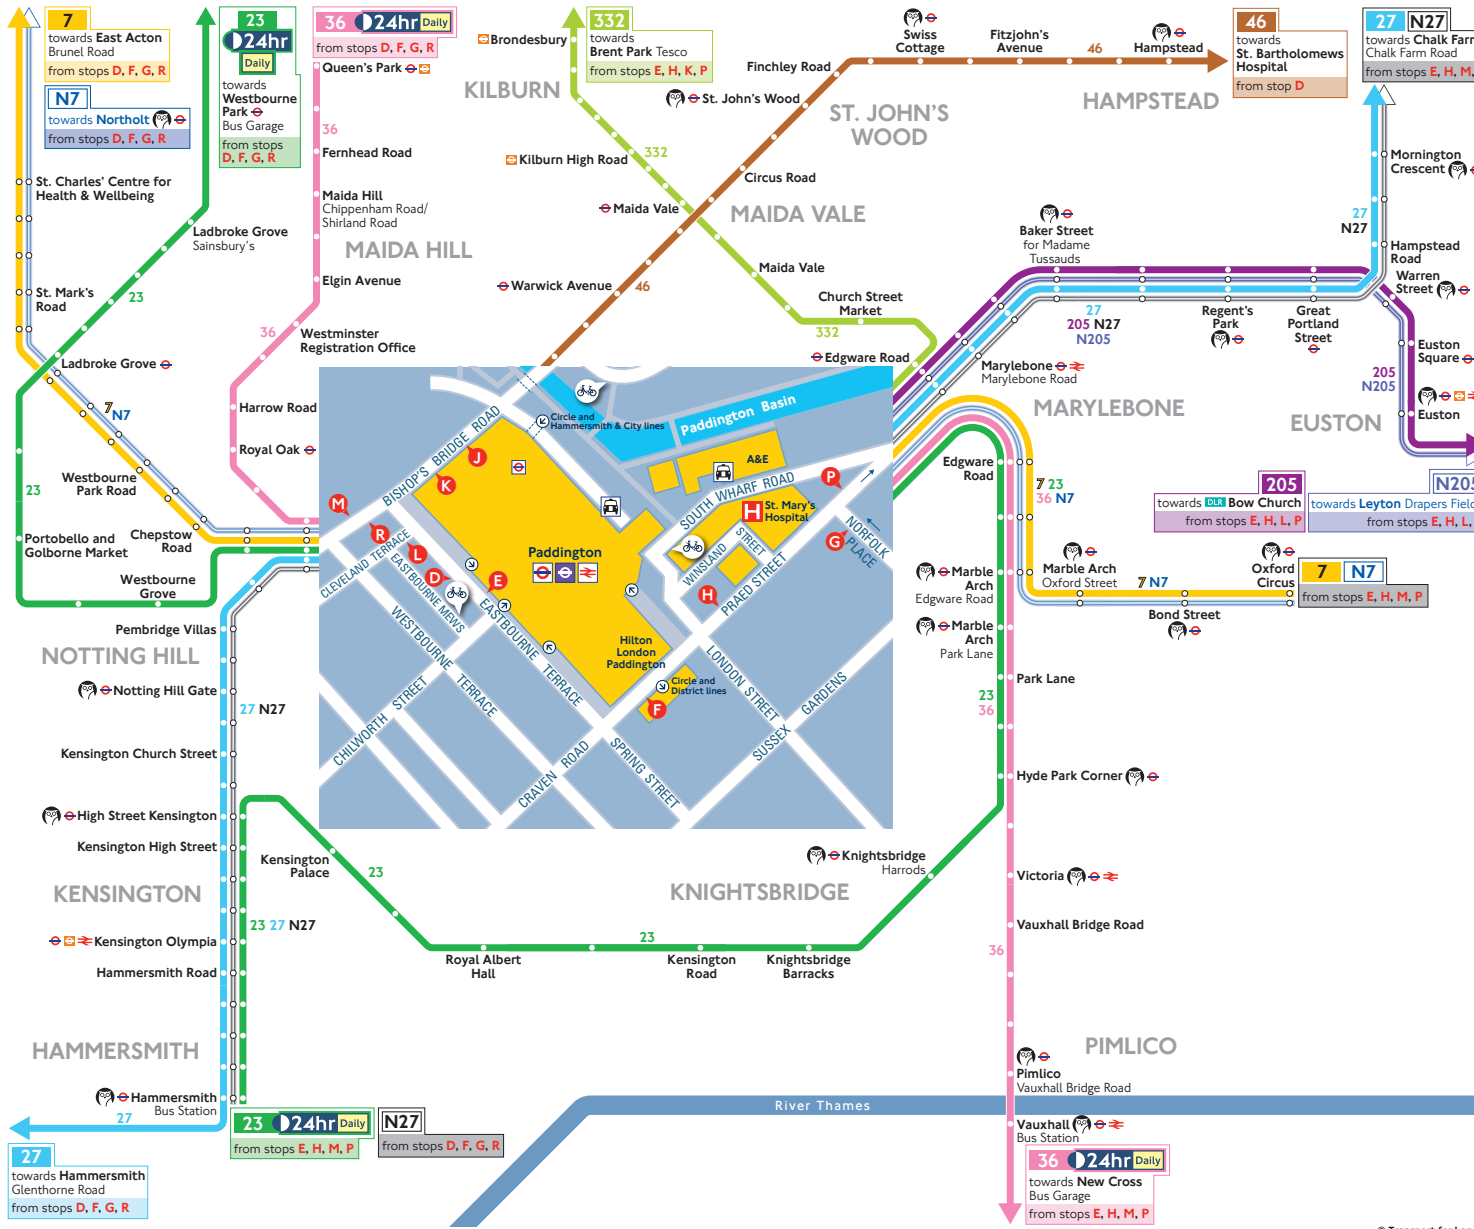 7
towards East Acton
Brunel Road
from stops D, F, G, R
N7
towards Northolt
from stops D, F, G, R
23
24hr
Daily
towards
Westbourne
Park
Bus Garage
from stops
D, F, G, R
36 24hr Daily
from stops D, F, G, R
Queen's Park
36
Fernhead Road
Maida Hill
Chippenham Road/
Shirland Road
MAIDA HILL
Elgin Avenue
36
Westminster
Registration Office
Harrow Road
Royal Oak
332
towards
Brent Park Tesco
from stops E, H, K, P
Brondesbury
KILBURN
332
Kilburn High Road
Maida Vale
MAIDA VALE
Maida Vale
Church Street
Market
332
Edgware Road
46
towards
St. Bartholomews
Hospital
from stop D
Swiss
Cottage
Fitzjohn's
Avenue
46
Hampstead
HAMPSTEAD
Finchley Road
St. John's Wood
ST. JOHN'S
WOOD
Circus Road
Warwick Avenue
46
27 N27
towards Chalk Farm
Chalk Farm Road
from stops E, H, M,
Mornington
Crescent
27
N27
Hampstead
Road
Warren
Street
Baker Street
for Madame
Tussauds
27
205 N27
N205
Regent's
Park
Great
Portland
Street
Marylebone
Marylebone Road
MARYLEBONE
Euston
Square
205
N205
Euston
EUSTON
205
towards DLR Bow Church
from stops E, H, L, P
N205
towards Leyton Drapers Field
from stops E, H, L,
St. Charles' Centre for
Health & Wellbeing
Ladbroke Grove
Sainsbury's
23
St. Mark's
Road
Ladbroke Grove
7
N7
23
Westbourne
Park Road
Portobello and
Golborne Market
Chepstow
Road
Westbourne
Grove
Circle and
Hammersmith & City lines
Paddington Basin
BISHOP'S BRIDGE ROAD
A&E
SOUTH WHARF ROAD
H St. Mary's
Hospital
M
J
K
R
L
D
E
P
G
H
F
Paddington
NORFOLK
PLACE
WINSLAND
STREET
PRAED STREET
CLEVELAND TERRACE
EASTBOURNE MEWS
EASTBOURNE TERRACE
WESTBOURNE TERRACE
CHILWORTH STREET
Hilton
London
Paddington
Circle and
District lines
LONDON STREET
SUSSEX GARDENS
SPRING STREET
CRAVEN ROAD
Edgware
Road
7 23
36 N7
Marble
Arch
Edgware Road
Marble Arch
Oxford Street
7 N7
Oxford
Circus
Bond Street
7 N7
from stops E, H, M, P
Marble
Arch
Park Lane
Park Lane
23
36
Hyde Park Corner
Pembridge Villas
NOTTING HILL
Notting Hill Gate
27 N27
Kensington Church Street
High Street Kensington
Kensington High Street
KENSINGTON
Kensington
Palace
23
23 27 N27
Kensington Olympia
Hammersmith Road
HAMMERSMITH
Hammersmith
Bus Station
27
27
towards Hammersmith
Glenthorne Road
from stops D, F, G, R
23 24hr Daily
from stops E, H, M, P
N27
from stops D, F, G, R
KNIGHTSBRIDGE
Knightsbridge
Harrods
Royal Albert
Hall
23
Kensington
Road
Knightsbridge
Barracks
Victoria
Vauxhall Bridge Road
36
PIMLICO
Pimlico
Vauxhall Bridge Road
River Thames
Vauxhall
Bus Station
36 24hr Daily
towards New Cross
Bus Garage
from stops E, H, M, P